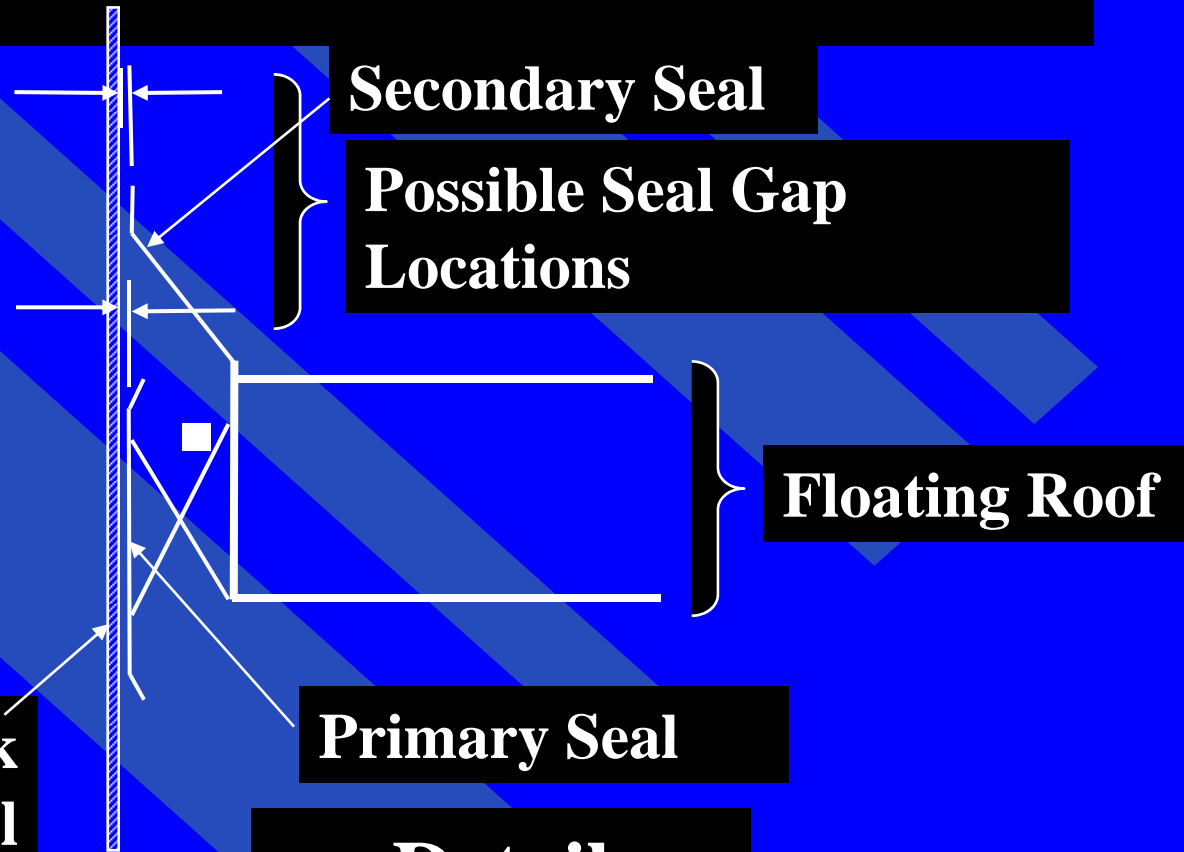 Secondary Seal
Possible Seal Gap
Locations
Floating Roof
Primary Seal
k
l